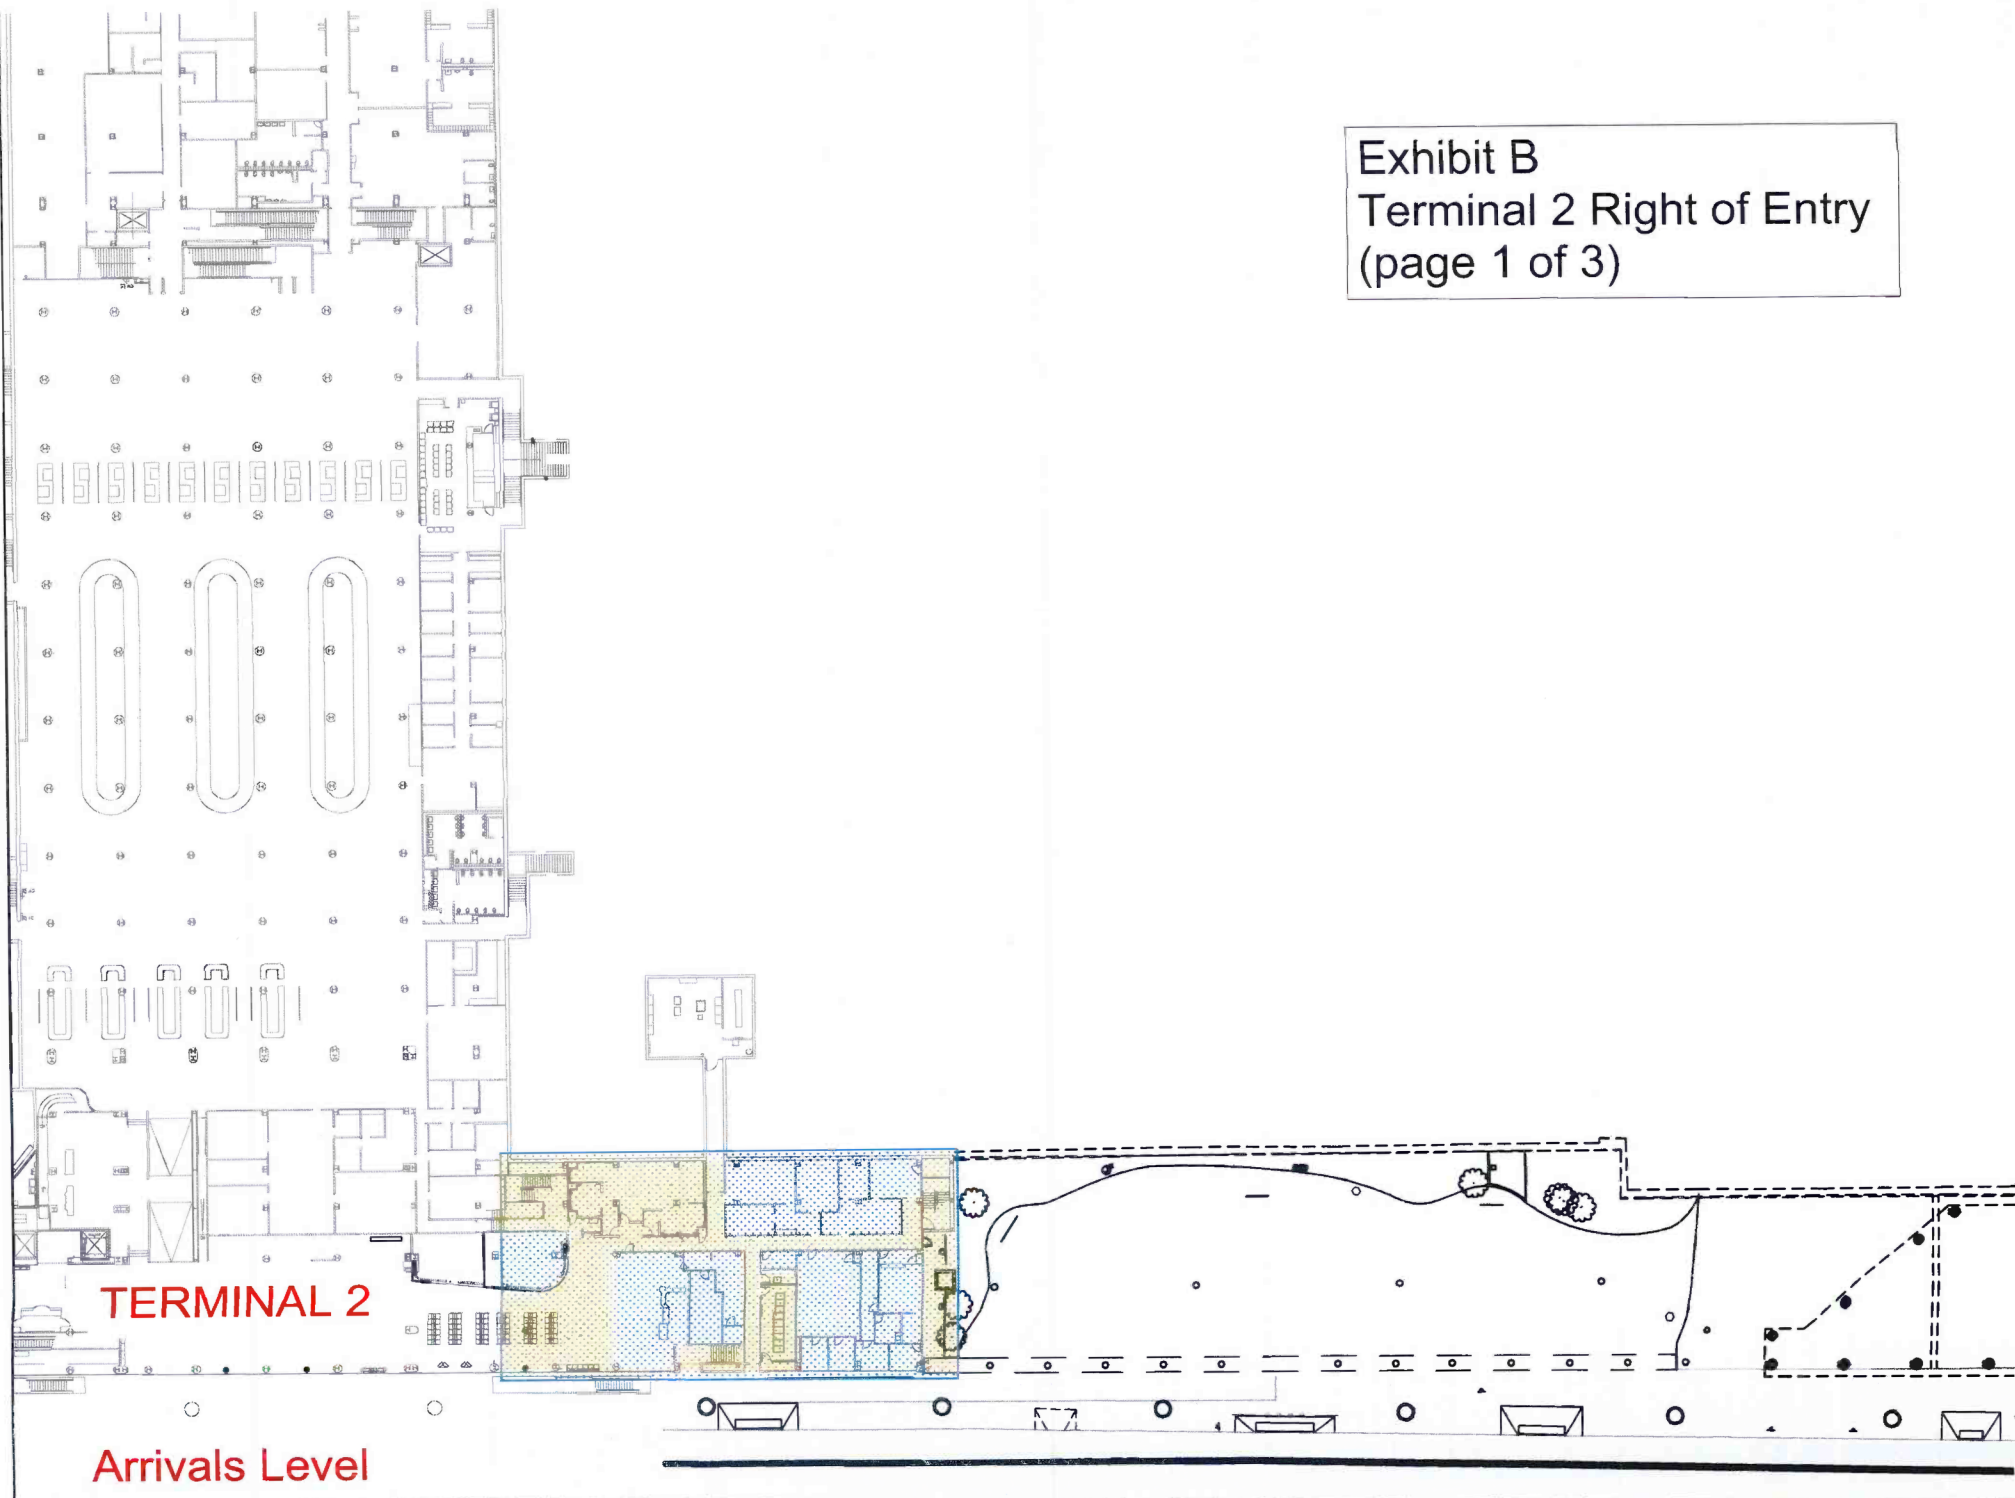 Exhibit B
Terminal 2 Right of Entry
(page 1 of 3)
TERMINAL 2
Arrivals Level